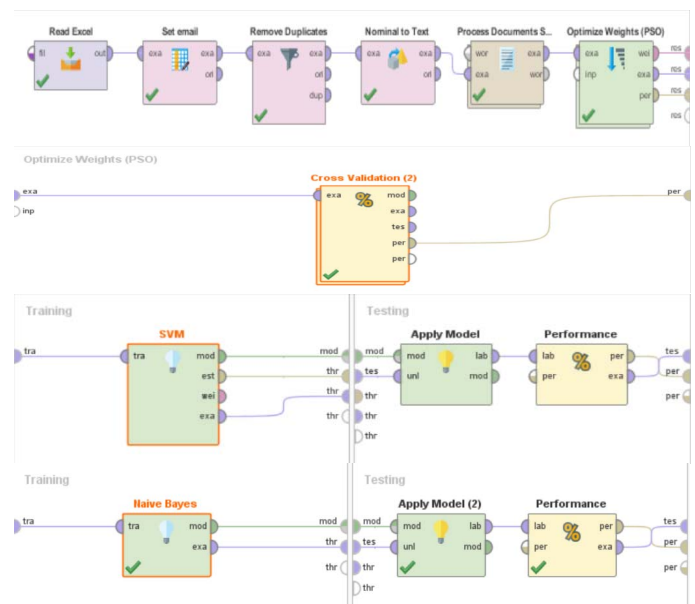 Read Excel Set email Remove Duplicates Nominal to Text Process Documents S... Optimize Weights (PSO)
fil out exa exa exa exa exa exa wor exa exa wei res
ori ori ori exa wor inp exa res
dup per res
res
Optimize Weights (PSO)
Cross Validation (2)
exa exa mod per
inp exa
tes
per
per
Training Testing
SVM Apply Model Performance
tra tra mod mod mod mod lab lab per tes
est thr tes unl mod per exa per
wei thr thr per
exa thr thr
thr
Training Testing
Naive Bayes Apply Model (2) Performance
tra tra mod mod mod mod lab lab per tes
exa thr tes unl mod per exa per
thr thr per
thr